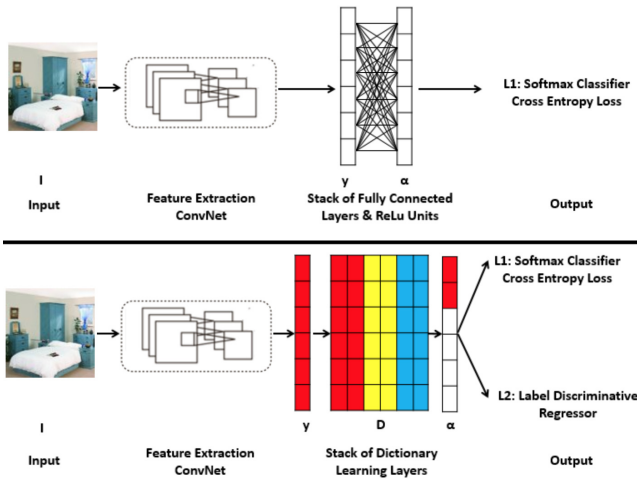 L1: Softmax Classifier
Cross Entropy Loss
y
α
I
Input
Feature Extraction
ConvNet
Stack of Fully Connected
Layers & ReLu Units
Output
L1: Softmax Classifier
Cross Entropy Loss
L2: Label Discriminative
Regressor
y
D
α
I
Input
Feature Extraction
ConvNet
Stack of Dictionary
Learning Layers
Output